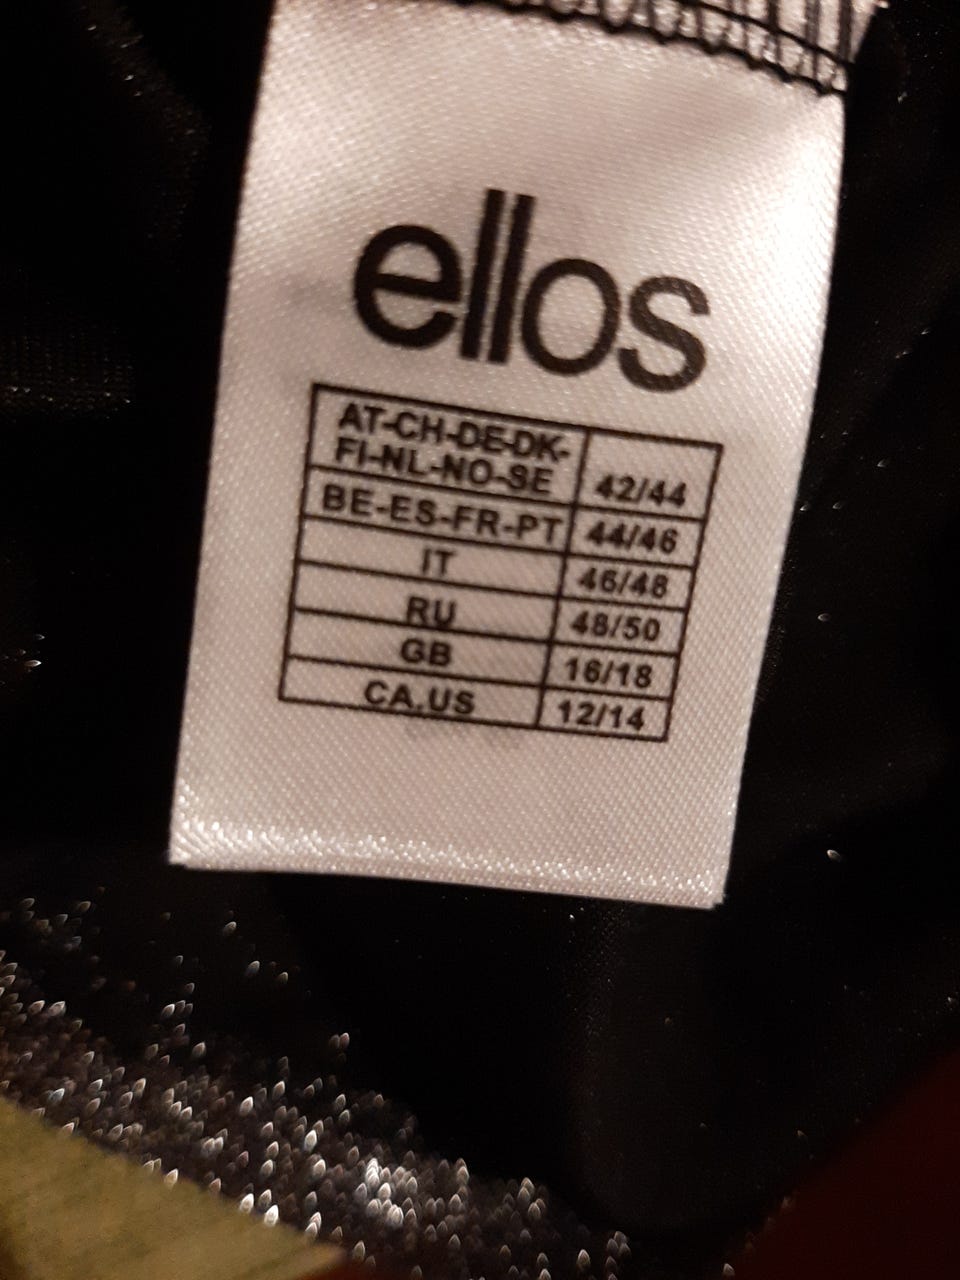 ellos
AT-CH-DE-DK-
FI-NL-NO-SE 42/44
BE-ES-FR-PT 44/46
IT 46/48
RU 48/50
GB 16/18
CA.US 12/14